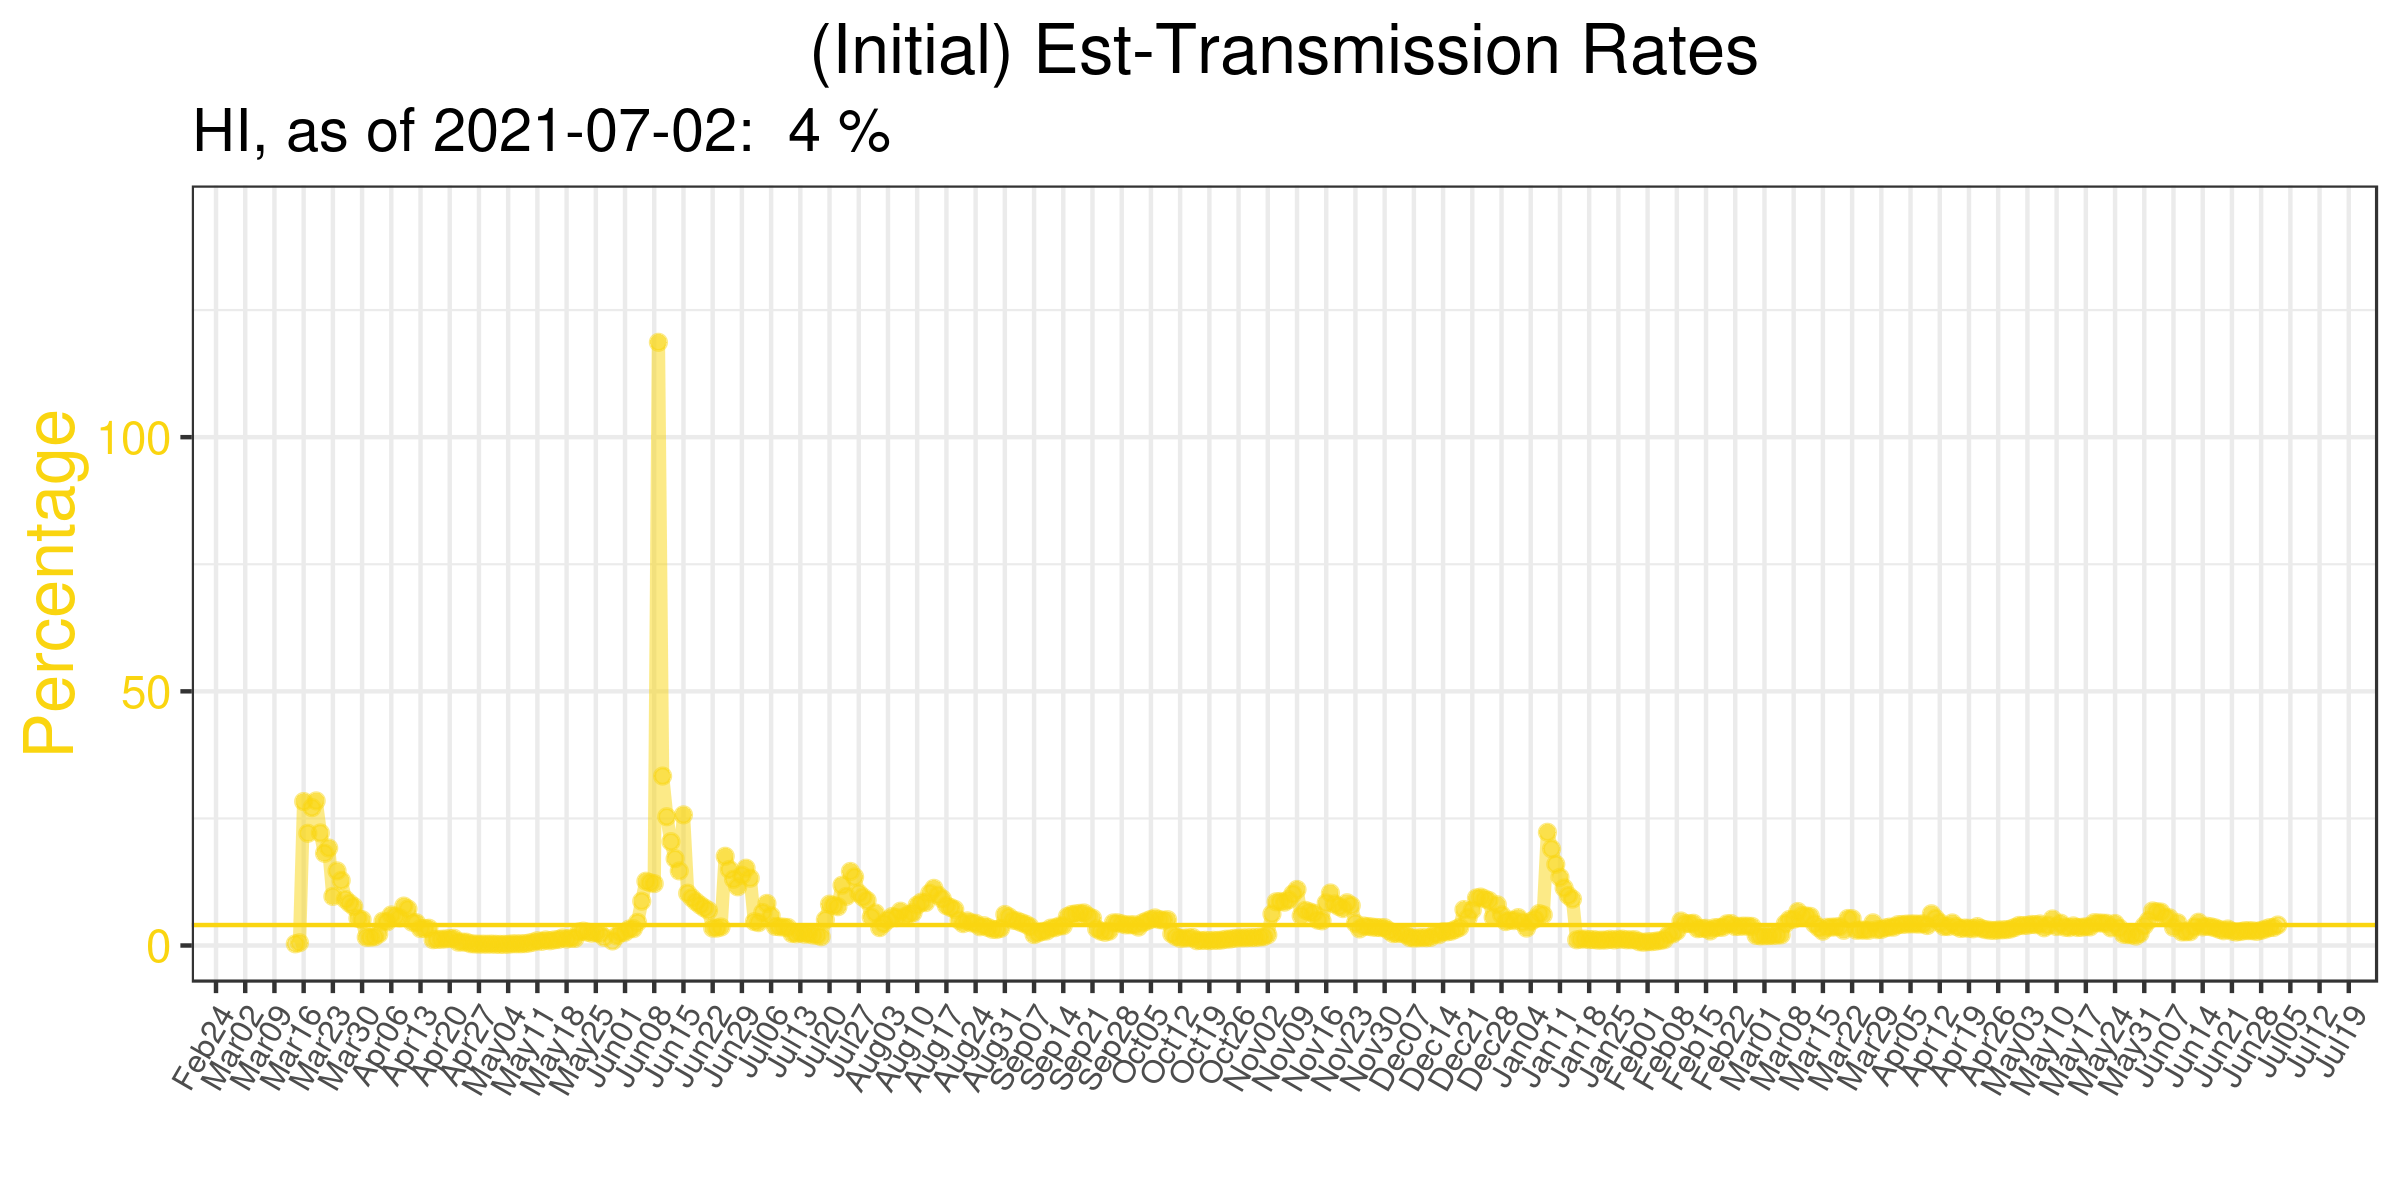 (Initial) Est-Transmission Rates
HI, as of 2021-07-02:  4 %
Percentage
100
50
0
Feb24
Mar02
Mar09
Mar16
Mar23
Mar30
Apr06
Apr13
Apr20
Apr27
May04
May11
May18
May25
Jun01
Jun08
Jun15
Jun22
Jun29
Jul06
Jul13
Jul20
Jul27
Aug03
Aug10
Aug17
Aug24
Aug31
Sep07
Sep14
Sep21
Sep28
Oct05
Oct12
Oct19
Oct26
Nov02
Nov09
Nov16
Nov23
Nov30
Dec07
Dec14
Dec21
Dec28
Jan04
Jan11
Jan18
Jan25
Feb01
Feb08
Feb15
Feb22
Mar01
Mar08
Mar15
Mar22
Mar29
Apr05
Apr12
Apr19
Apr26
May03
May10
May17
May24
May31
Jun07
Jun14
Jun21
Jun28
Jul05
Jul12
Jul19